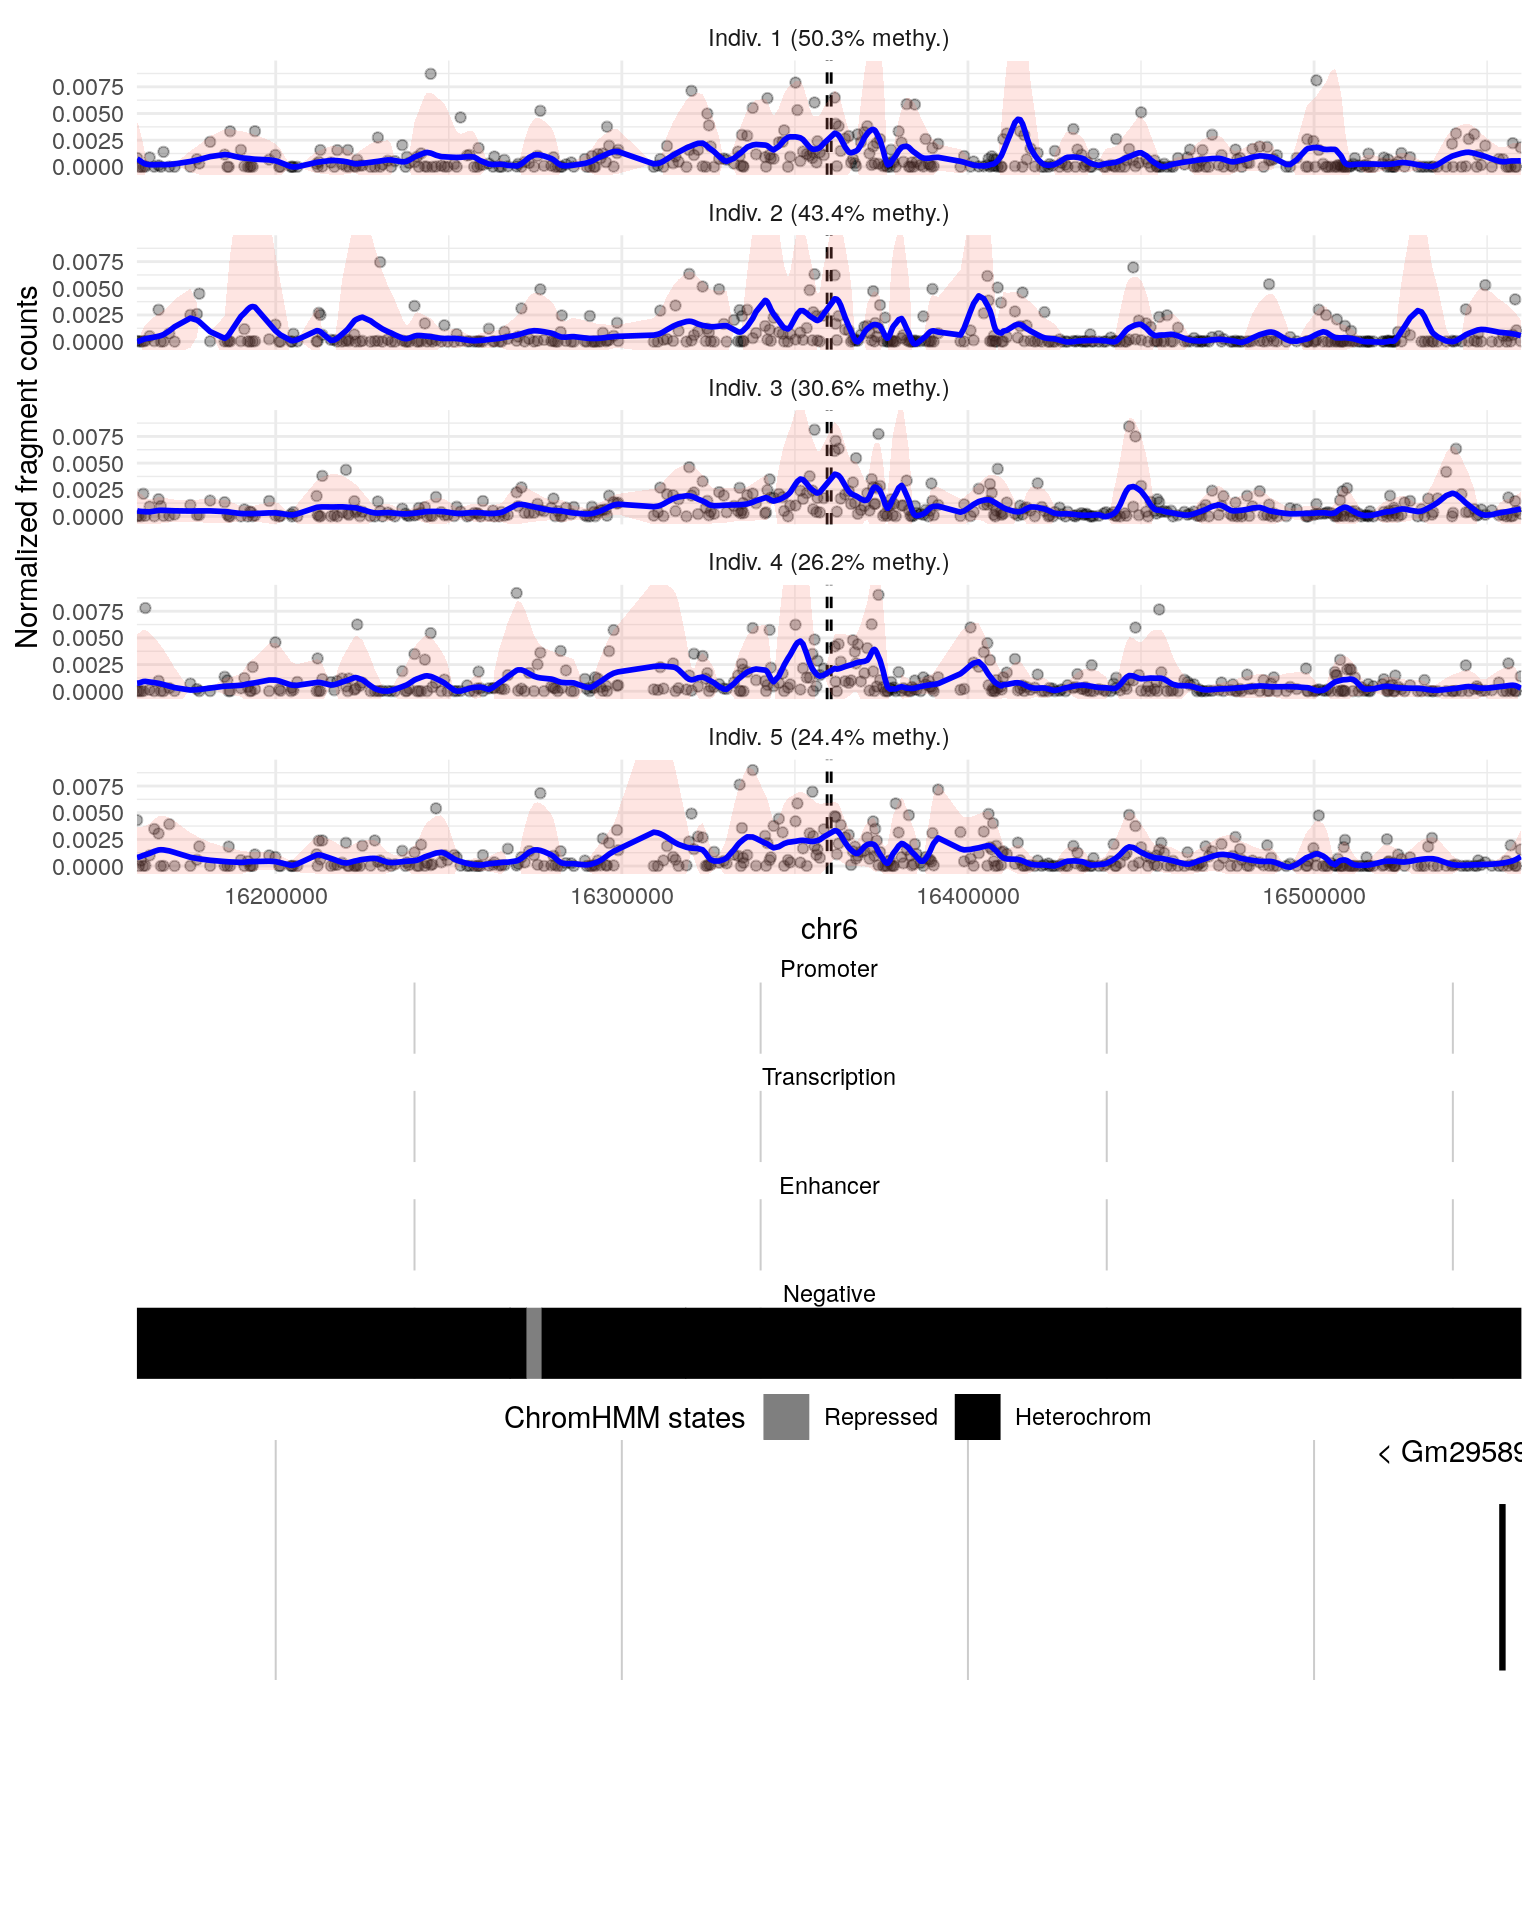 Indiv. 1 (50.3% methy.)
0.0075
0.0050
0.0025
0.0000
Indiv. 2 (43.4% methy.)
0.0075
0.0050
0.0025
0.0000
Indiv. 3 (30.6% methy.)
0.0075
0.0050
0.0025
0.0000
Indiv. 4 (26.2% methy.)
0.0075
0.0050
0.0025
0.0000
Indiv. 5 (24.4% methy.)
0.0075
0.0050
0.0025
0.0000
Normalized fragment counts
16200000 16300000 16400000 16500000
chr6
Promoter
Transcription
Enhancer
Negative
ChromHMM states Repressed Heterochrom
< Gm29589